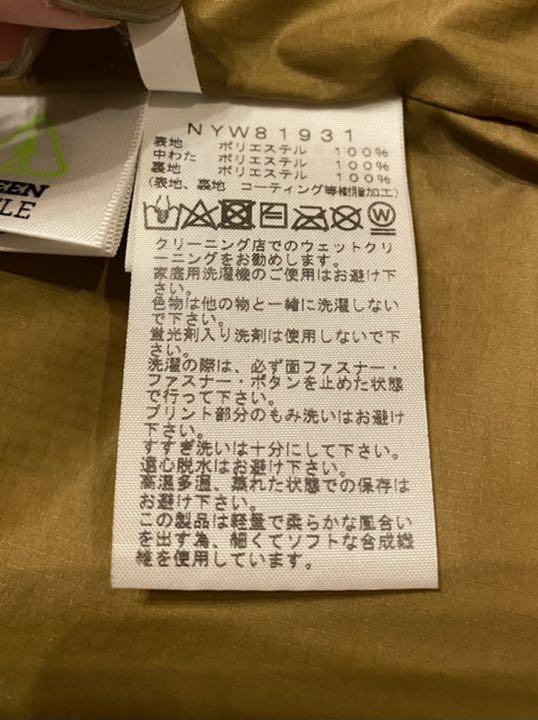 NYW81931
表地 ポリエステル 100%
中わた ポリエステル 100%
裏地 ポリエステル 100%
(表地、裏地 コーティング等樹脂加工)
W
クリーニング店でのウェットクリ
ーニングをお勧めします。
家庭用洗濯機のご使用はお避け下
さい。
色物は他の物と一緒に洗濯しない
で下さい。
蛍光剤入り洗剤は使用しないで下
さい。
洗濯の際は、必ず面ファスナー・
ファスナー・ボタンを止めた状態
で行って下さい。
プリント部分のもみ洗いはお避け
下さい。
すすぎ洗いは十分にして下さい。
遠心脱水はお避け下さい。
高温多湿、蒸れた状態での保存は
お避け下さい。
この製品は軽量で柔らかな風合い
を出す為、細くてソフトな合成繊
維を使用しています。
EEN
LE